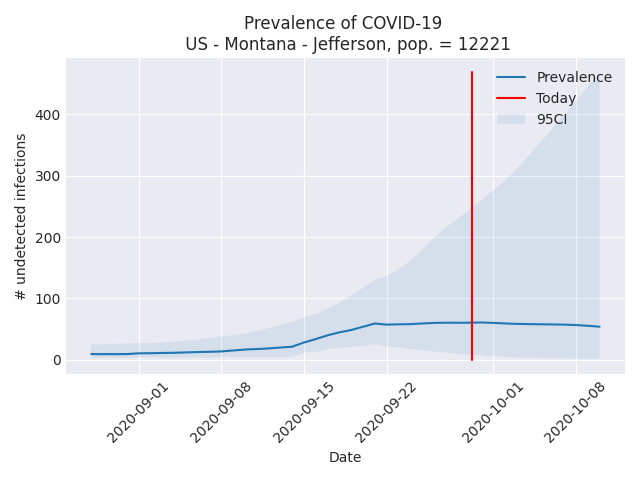 Prevalence of COVID-19
US - Montana - Jefferson, pop. = 12221
Prevalence
Today
95CI
# undetected infections
400
300
200
100
0
2020-09-01
2020-09-08
2020-09-15
2020-09-22
2020-10-01
2020-10-08
Date